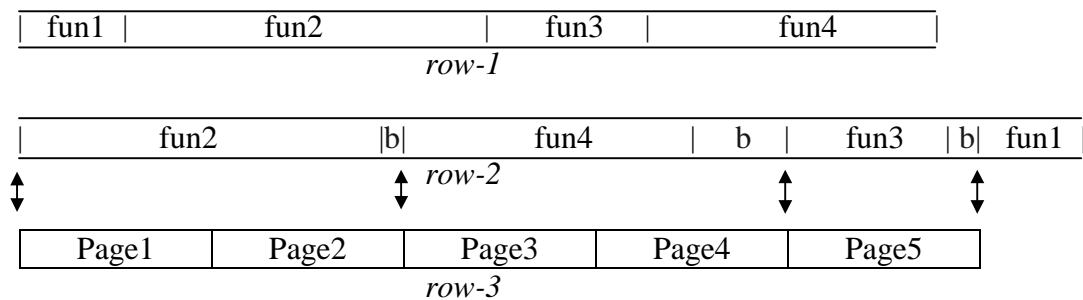 | fun1 | fun2 | fun3 | fun4 |
row-1
| fun2 |b| fun4 | b | fun3 | b| fun1 |
row-2
Page1 Page2 Page3 Page4 Page5
row-3